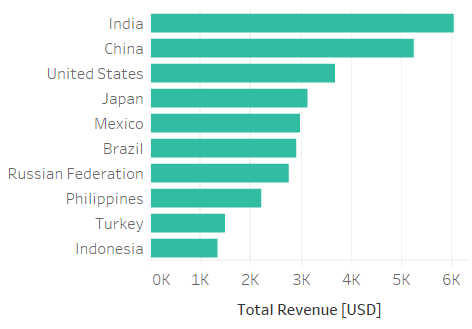 India
China
United States
Japan
Mexico
Brazil
Russian Federation
Philippines
Turkey
Indonesia
0K 1K 2K 3K 4K 5K 6K
Total Revenue [USD]